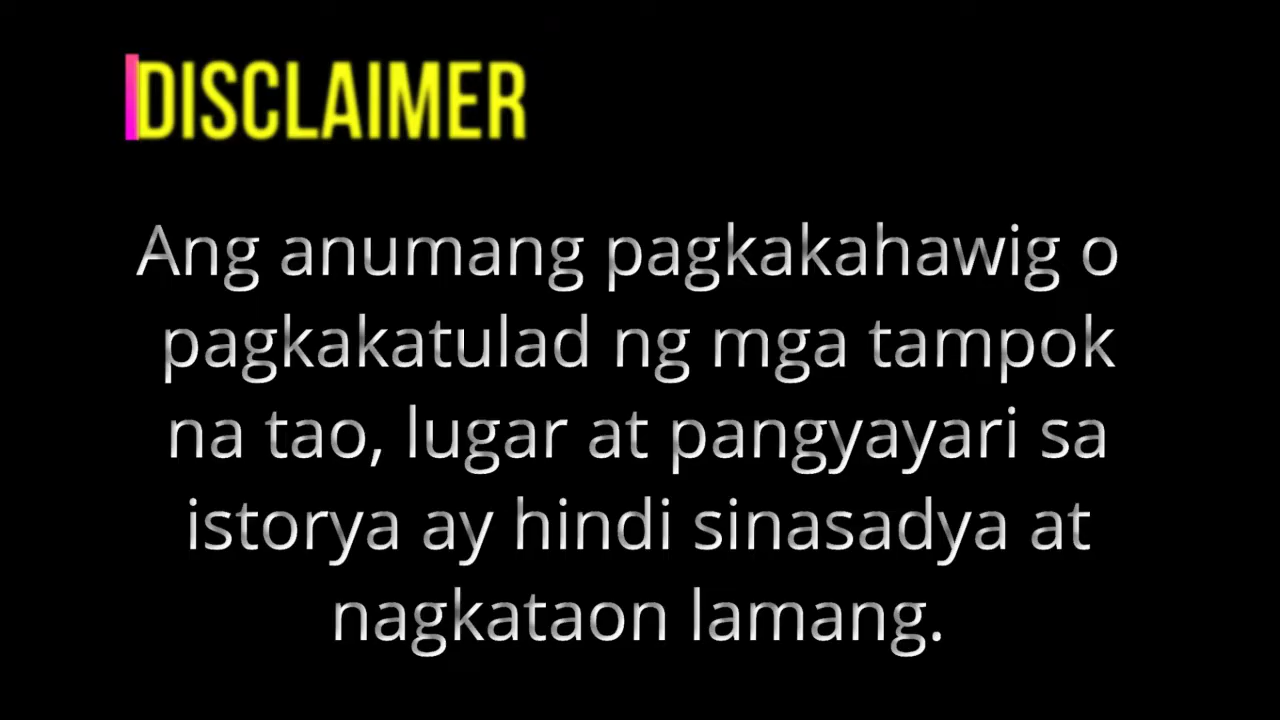 DISCLAIMER
Ang anumang pagkakahawig o
pagkakatulad ng mga tampok
na tao, lugar at pangyayari sa
istorya ay hindi sinasadya at
nagkataon lamang.